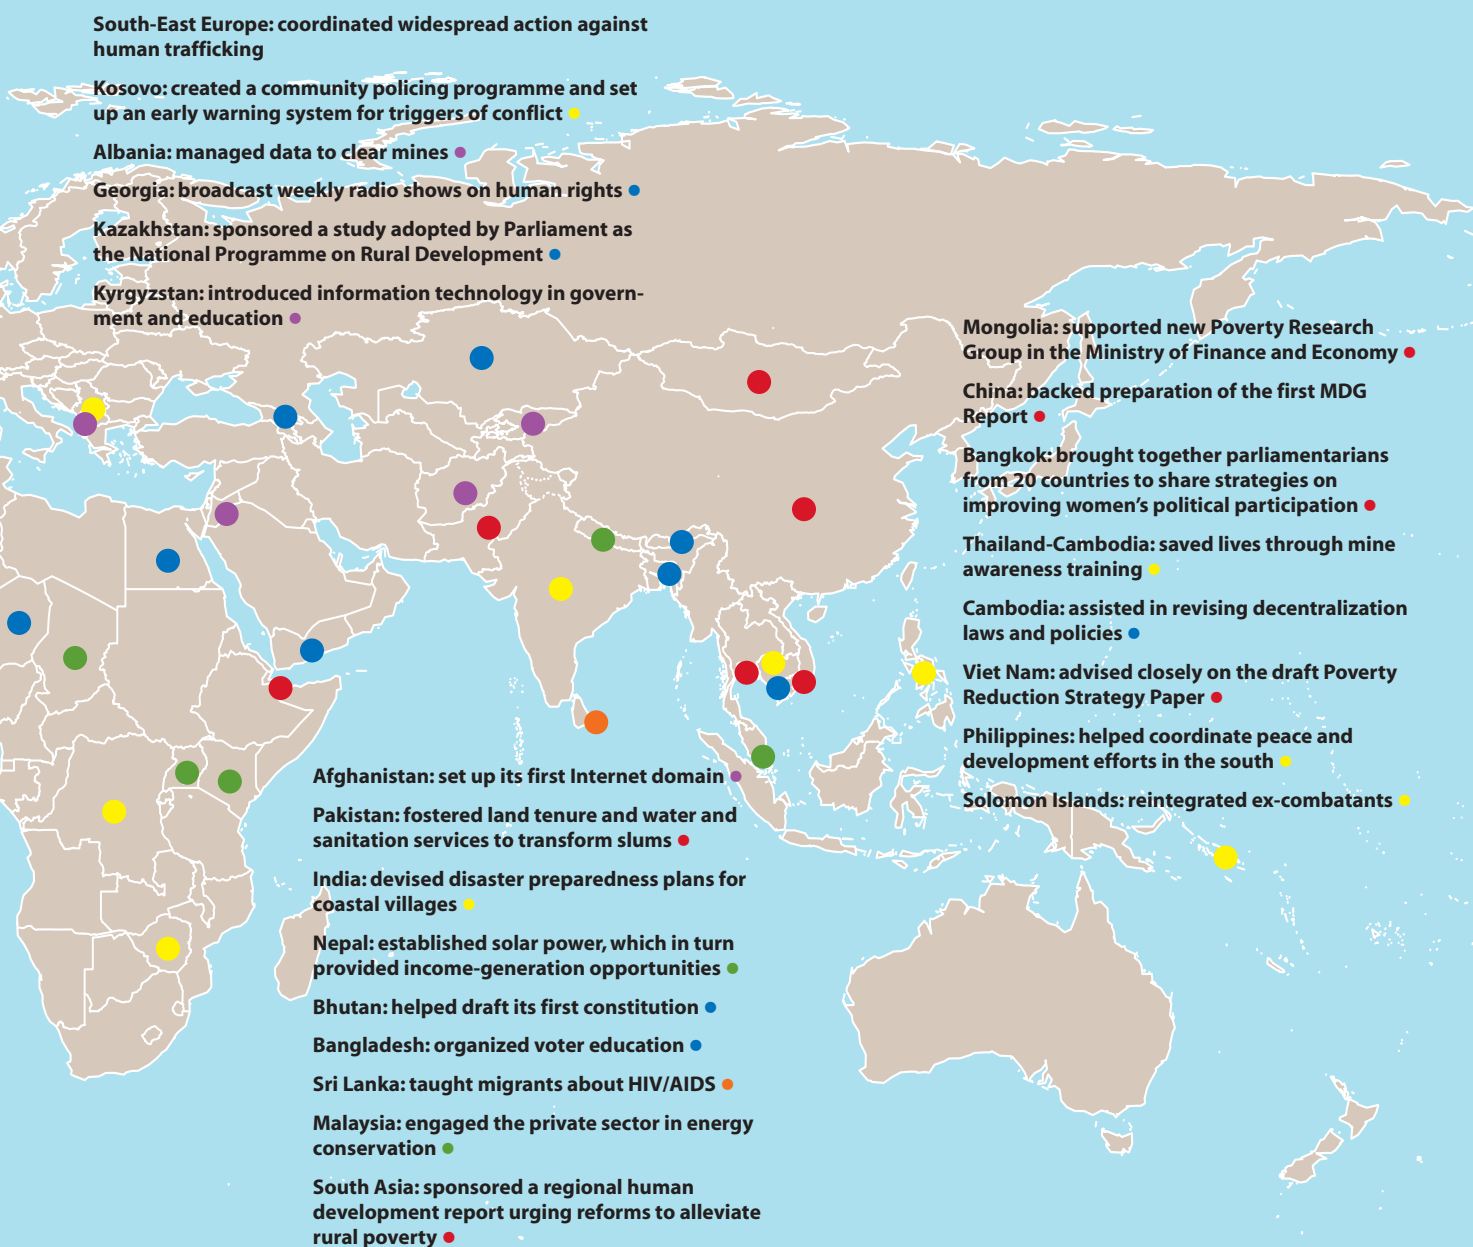 South-East Europe: coordinated widespread action against
human trafficking
Kosovo: created a community policing programme and set
up an early warning system for triggers of conflict
Albania: managed data to clear mines
Georgia: broadcast weekly radio shows on human rights
Kazakhstan: sponsored a study adopted by Parliament as
the National Programme on Rural Development
Kyrgyzstan: introduced information technology in govern-
ment and education
Mongolia: supported new Poverty Research
Group in the Ministry of Finance and Economy
China: backed preparation of the first MDG
Report
Bangkok: brought together parliamentarians
from 20 countries to share strategies on
improving women's political participation
Thailand-Cambodia: saved lives through mine
awareness training
Cambodia: assisted in revising decentralization
laws and policies
Viet Nam: advised closely on the draft Poverty
Reduction Strategy Paper
Philippines: helped coordinate peace and
development efforts in the south
Solomon Islands: reintegrated ex-combatants
Afghanistan: set up its first Internet domain
Pakistan: fostered land tenure and water and
sanitation services to transform slums
India: devised disaster preparedness plans for
coastal villages
Nepal: established solar power, which in turn
provided income-generation opportunities
Bhutan: helped draft its first constitution
Bangladesh: organized voter education
Sri Lanka: taught migrants about HIV/AIDS
Malaysia: engaged the private sector in energy
conservation
South Asia: sponsored a regional human
development report urging reforms to alleviate
rural poverty